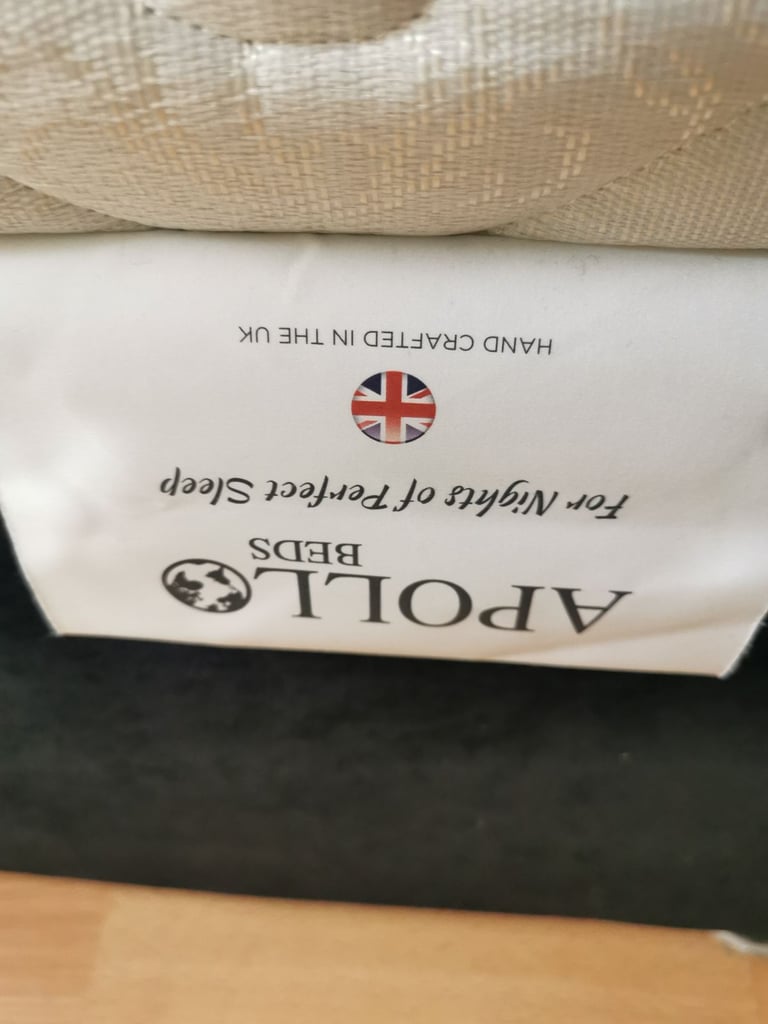 APOLLO
BEDS
For Nights of Perfect Sleep
HAND CRAFTED IN THE UK